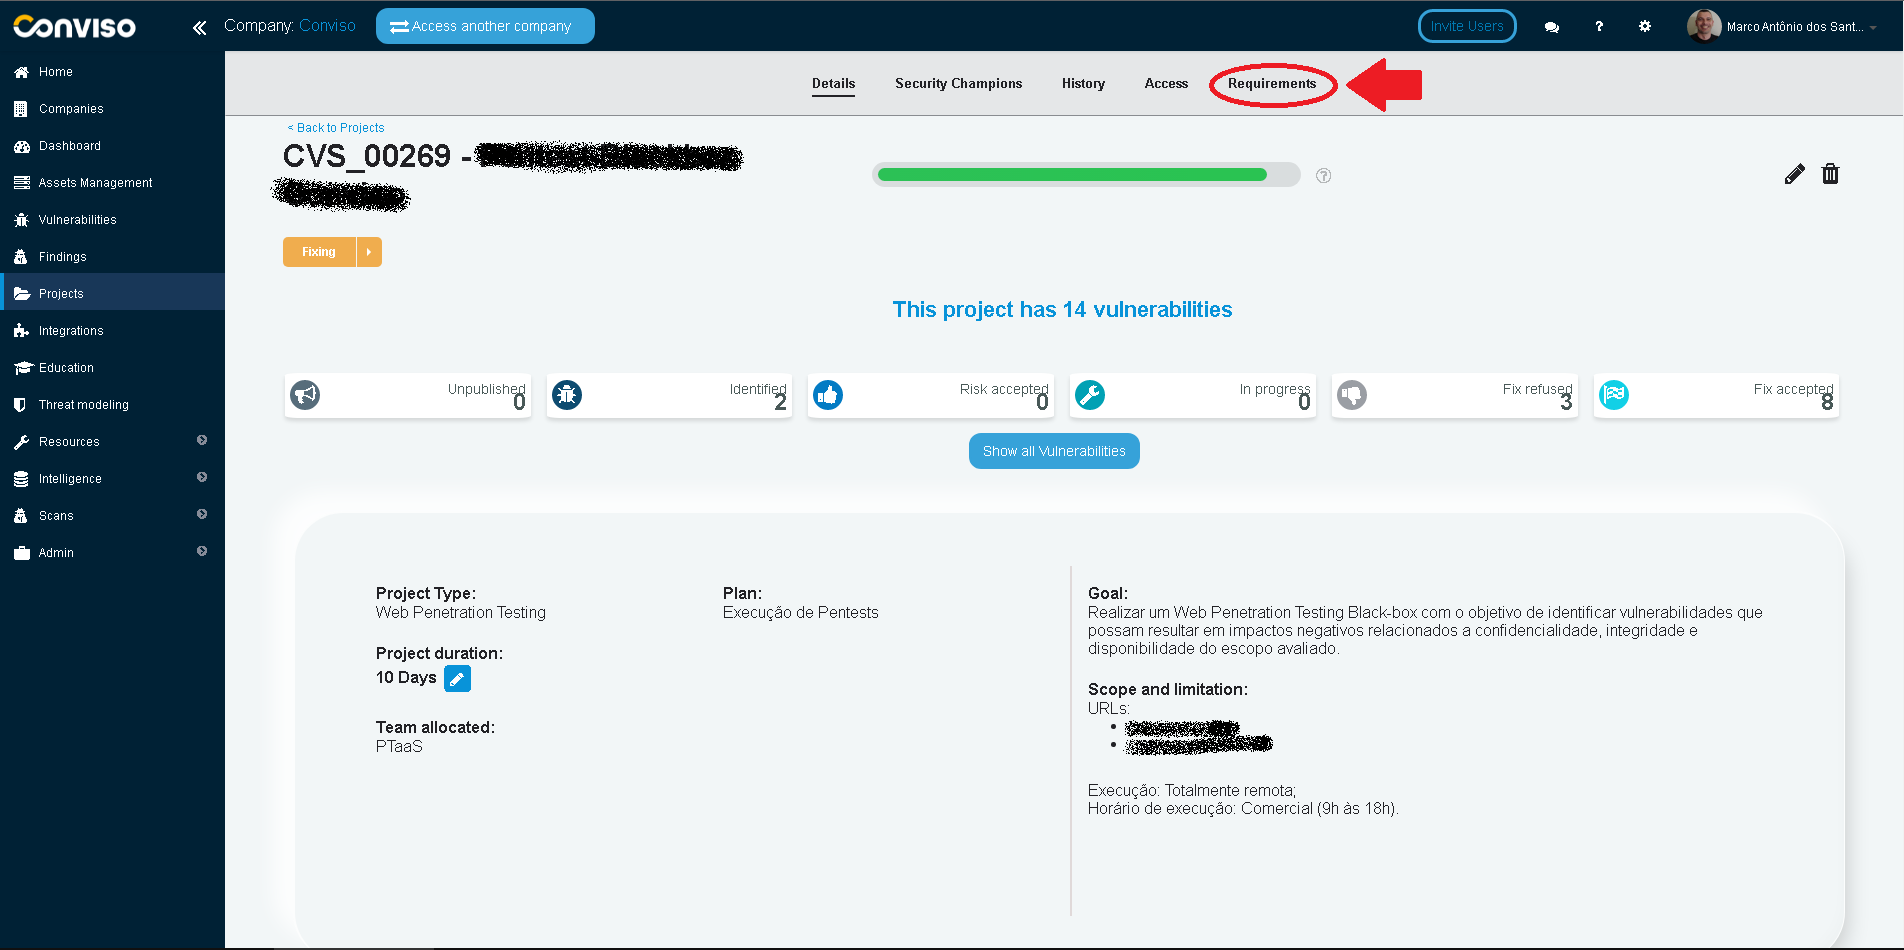 Conviso
Company: Conviso
Access another company
Invite Users
?
Marco Antônio dos Sant...
Home
Companies
Dashboard
Assets Management
Vulnerabilities
Findings
Projects
Integrations
Education
Threat modeling
Resources
Intelligence
Scans
Admin
Details
Security Champions
History
Access
Requirements
< Back to Projects
CVS_00269 -
?
Fixing
This project has 14 vulnerabilities
Unpublished
0
Identified
2
Risk accepted
0
In progress
0
Fix refused
3
Fix accepted
8
Show all Vulnerabilities
Project Type:
Web Penetration Testing
Project duration:
10 Days
Team allocated:
PTaaS
Plan:
Execução de Pentests
Goal:
Realizar um Web Penetration Testing Black-box com o objetivo de identificar vulnerabilidades que
possam resultar em impactos negativos relacionados a confidencialidade, integridade e
disponibilidade do escopo avaliado.
Scope and limitation:
URLs:
Execução: Totalmente remota;
Horário de execução: Comercial (9h às 18h).